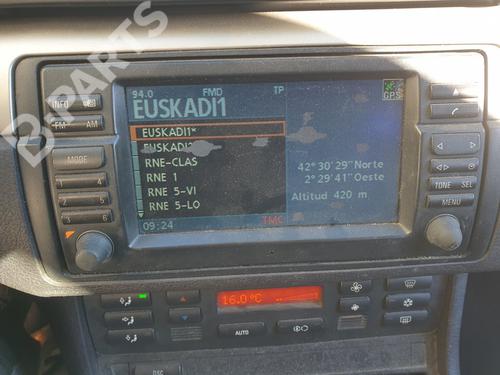 B-PARTS
94.0 FMD TP
GPS
EUSKADI1
EUSKADI1*
EUSKADI2
RNE-CLAS
RNE 1
RNE 5-VI
RNE 5-LO
42°30'29" Norte
2°29'41" Oeste
Altitud 420 m
09:24 TMC
INFO
FM AM
MODE
1 4
2 5
3 6
TONE SEL
MENU
16.0°C
AUTO
DSC